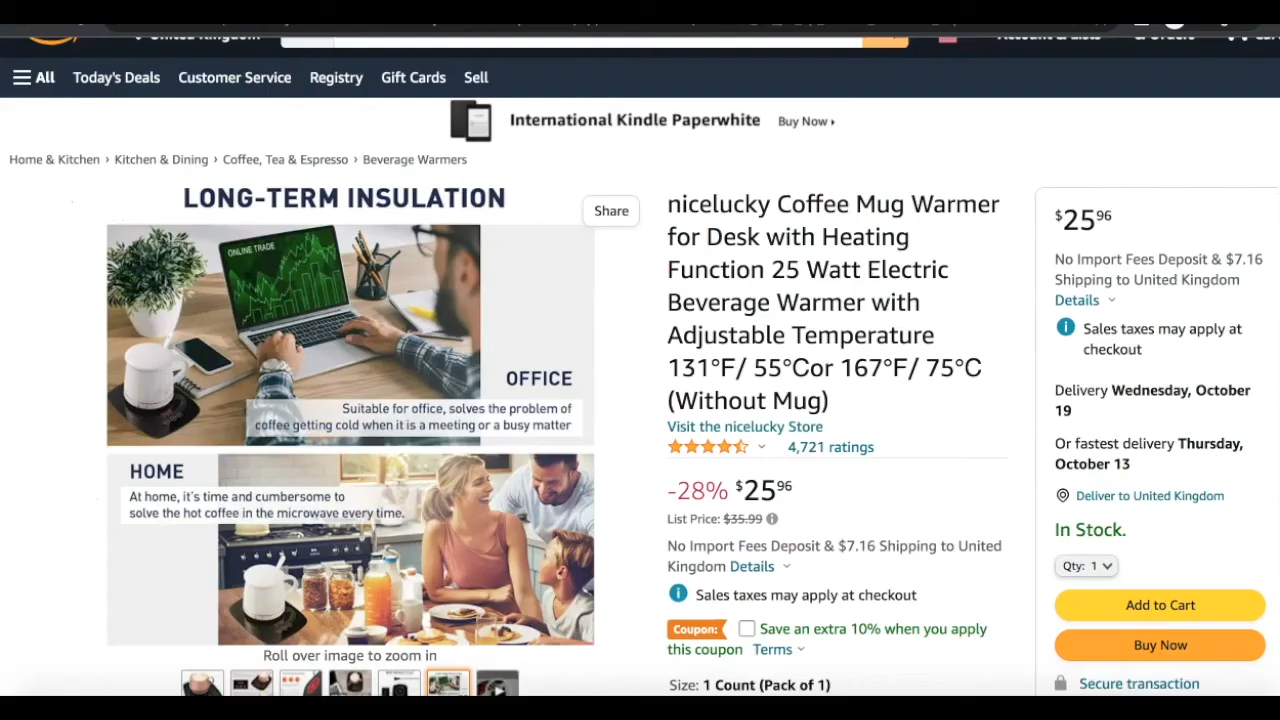 All Today's Deals Customer Service Registry Gift Cards Sell
International Kindle Paperwhite Buy Now
Home & Kitchen › Kitchen & Dining › Coffee, Tea & Espresso › Beverage Warmers
LONG-TERM INSULATION
ONLINE TRADE
OFFICE
Suitable for office, solves the problem of
coffee getting cold when it is a meeting or a busy matter
HOME
At home, it's time and cumbersome to
solve the hot coffee in the microwave every time.
Roll over image to zoom in
Share
nicelucky Coffee Mug Warmer
for Desk with Heating
Function 25 Watt Electric
Beverage Warmer with
Adjustable Temperature
131°F/ 55°Cor 167°F/ 75°C
(Without Mug)
Visit the nicelucky Store
4,721 ratings
-28% $2596
List Price: $35.99
No Import Fees Deposit & $7.16 Shipping to United
Kingdom Details
Sales taxes may apply at checkout
Coupon: Save an extra 10% when you apply
this coupon Terms
Size: 1 Count (Pack of 1)
$2596
No Import Fees Deposit & $7.16
Shipping to United Kingdom
Details
Sales taxes may apply at
checkout
Delivery Wednesday, October
19
Or fastest delivery Thursday,
October 13
Deliver to United Kingdom
In Stock.
Qty: 1
Add to Cart
Buy Now
Secure transaction